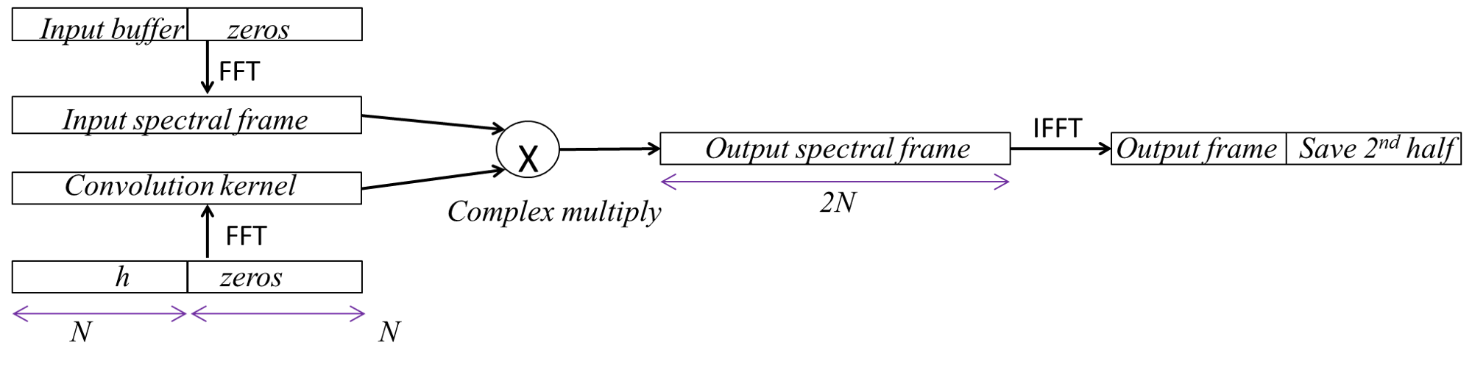 Input buffer zeros
FFT
Input spectral frame
Convolution kernel
FFT
h zeros
N N
X
Complex multiply
Output spectral frame
2N
IFFT
Output frame Save 2nd half